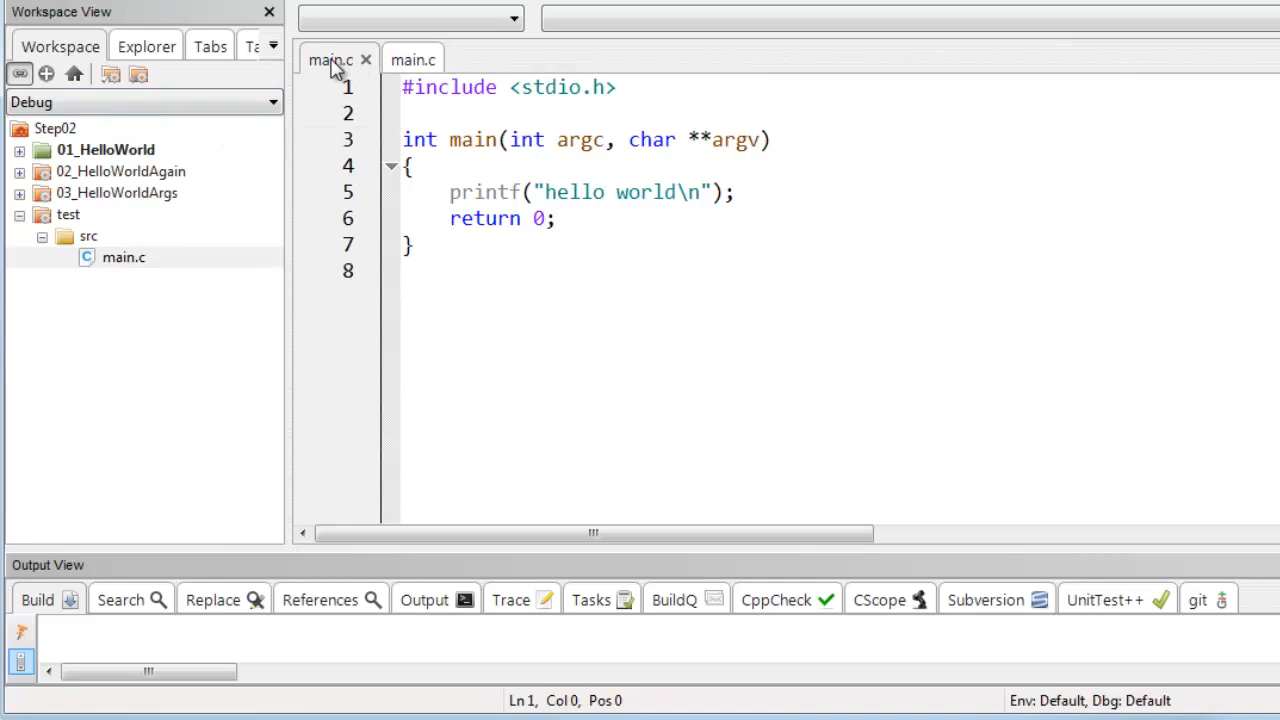 Workspace View
Workspace Explorer Tabs Ta
Debug
Step02
01_HelloWorld
02_HelloWorldAgain
03_HelloWorldArgs
test
src
main.c
main.c main.c
1 #include <stdio.h>
2
3 int main(int argc, char **argv)
4 {
5 printf("hello world\n");
6 return 0;
7 }
8
Output View
Build Search Replace References Output Trace Tasks BuildQ CppCheck CScope Subversion UnitTest++ git
Ln 1, Col 0, Pos 0 Env: Default, Dbg: Default